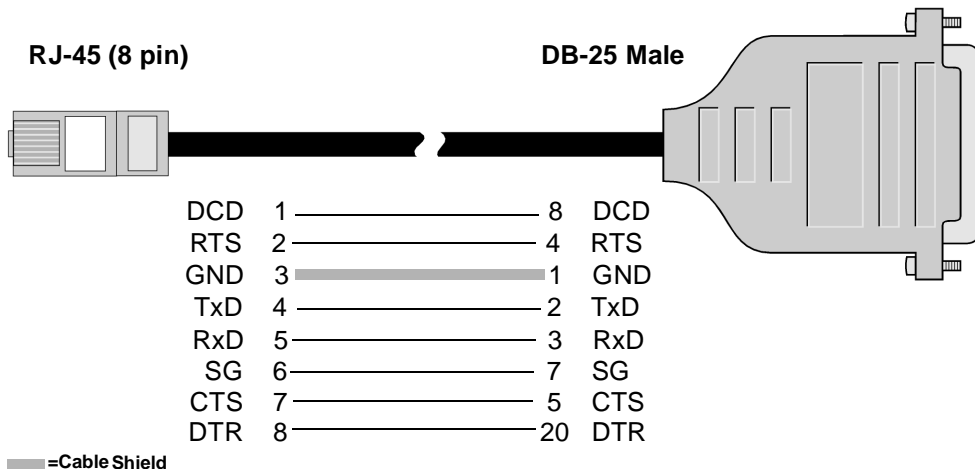 RJ-45 (8 pin) DB-25 Male
DCD 1 8 DCD
RTS 2 4 RTS
GND 3 1 GND
TxD 4 2 TxD
RxD 5 3 RxD
SG 6 7 SG
CTS 7 5 CTS
DTR 8 20 DTR
=Cable Shield